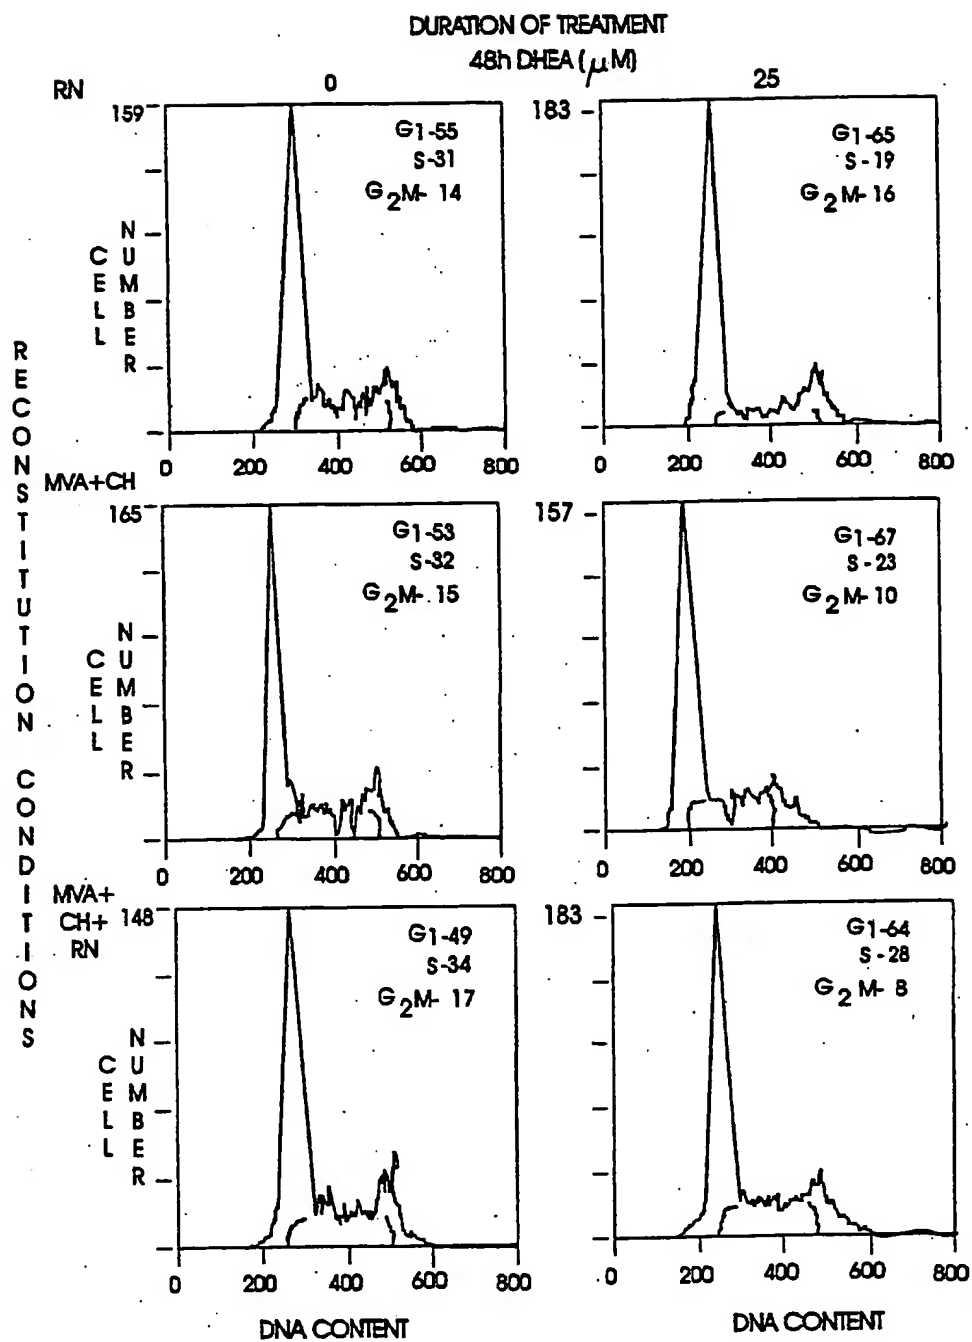 DURATION OF TREATMENT
48h DHEA (μM)
0
25
RECONSTITUTION CONDITIONS
RN
159
CELL NUMBER
G1-55
S-31
G2M- 14
0 200 400 600 800
183
G1-65
S-19
G2M-16
0 200 400 600 800
MVA+CH
165
CELL NUMBER
G1-53
S-32
G2M-.15
0 200 400 600 800
157
G1-67
S-23
G2M-10
0 200 400 600 800
MVA+
CH+
RN
148
CELL NUMBER
G1-49
S-34
G2M- 17
0 200 400 600 800
DNA CONTENT
183
G1-64
S-28
G2M- 8
0 200 400 600 800
DNA CONTENT